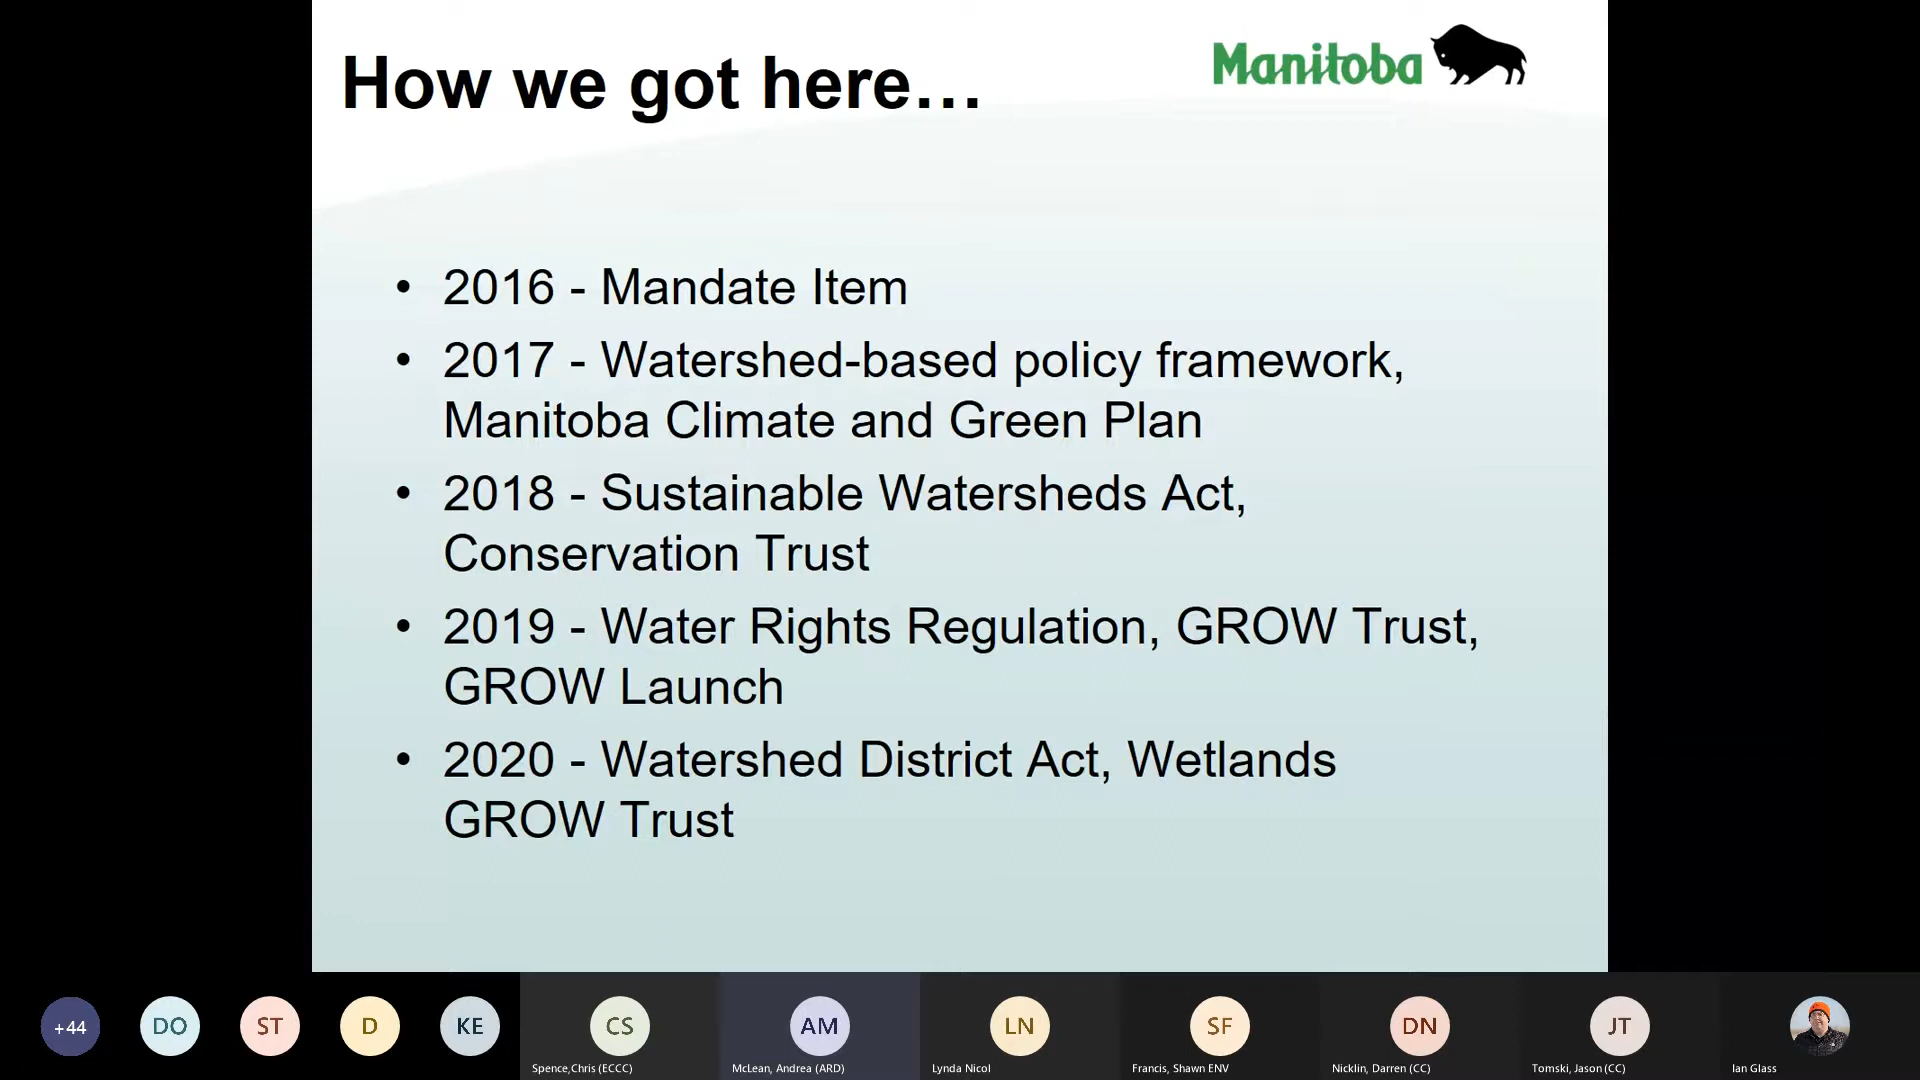 How we got here…
Manitoba
• 2016 - Mandate Item
• 2017 - Watershed-based policy framework,
Manitoba Climate and Green Plan
• 2018 - Sustainable Watersheds Act,
Conservation Trust
• 2019 - Water Rights Regulation, GROW Trust,
GROW Launch
• 2020 - Watershed District Act, Wetlands
GROW Trust
+44
DO
ST
D
KE
CS
AM
LN
SF
DN
JT
Spence,Chris (ECCC)
McLean, Andrea (ARD)
Lynda Nicol
Francis, Shawn ENV
Nicklin, Darren (CC)
Tomski, Jason (CC)
Ian Glass